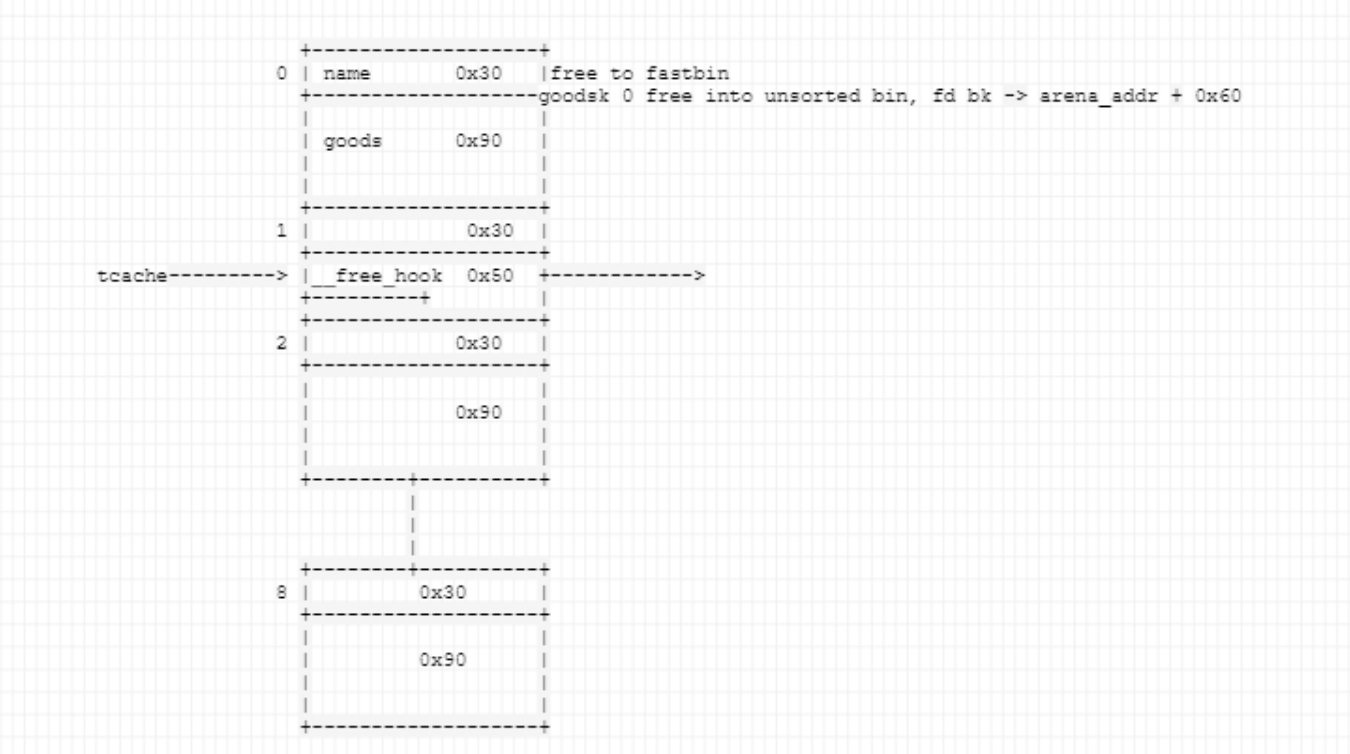 +--------------------+
0 | name 0x30 |free to fastbin
+--------------------goodsk 0 free into unsorted bin, fd bk -> arena_addr + 0x60
| |
| goods 0x90 |
| |
| |
+--------------------+
1 | 0x30 |
+--------------------+
tcache---------> |__free_hook 0x50 +------------>
+---------+ |
+--------------------+
2 | 0x30 |
+--------------------+
| |
| 0x90 |
| |
| |
+---------+----------+
|
|
|
+---------+----------+
8 | 0x30 |
+--------------------+
| |
| 0x90 |
| |
| |
+--------------------+